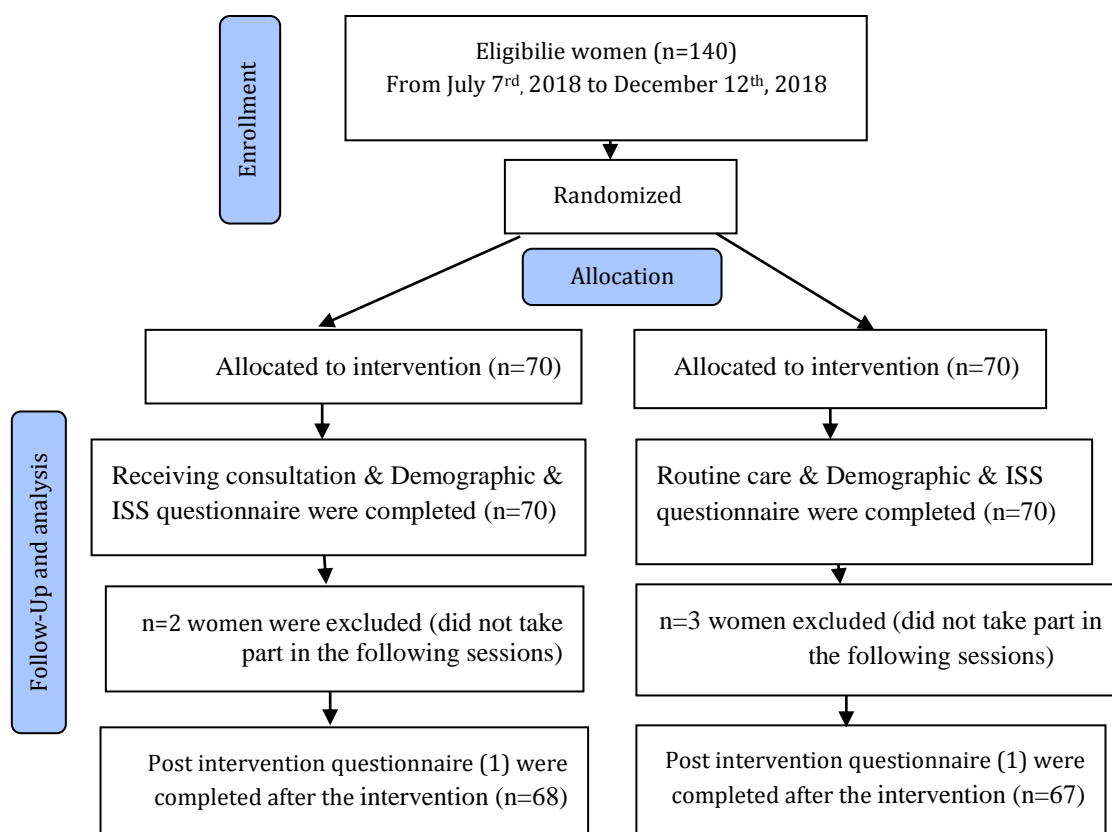 Enrollment
Eligibilie women (n=140)
From July 7rd, 2018 to December 12th, 2018
Randomized
Allocation
Allocated to intervention (n=70)
Allocated to intervention (n=70)
Follow-Up and analysis
Receiving consultation & Demographic &
ISS questionnaire were completed (n=70)
Routine care & Demographic & ISS
questionnaire were completed (n=70)
n=2 women were excluded (did not take
part in the following sessions)
n=3 women excluded (did not take part in
the following sessions)
Post intervention questionnaire (1) were
completed after the intervention (n=68)
Post intervention questionnaire (1) were
completed after the intervention (n=67)